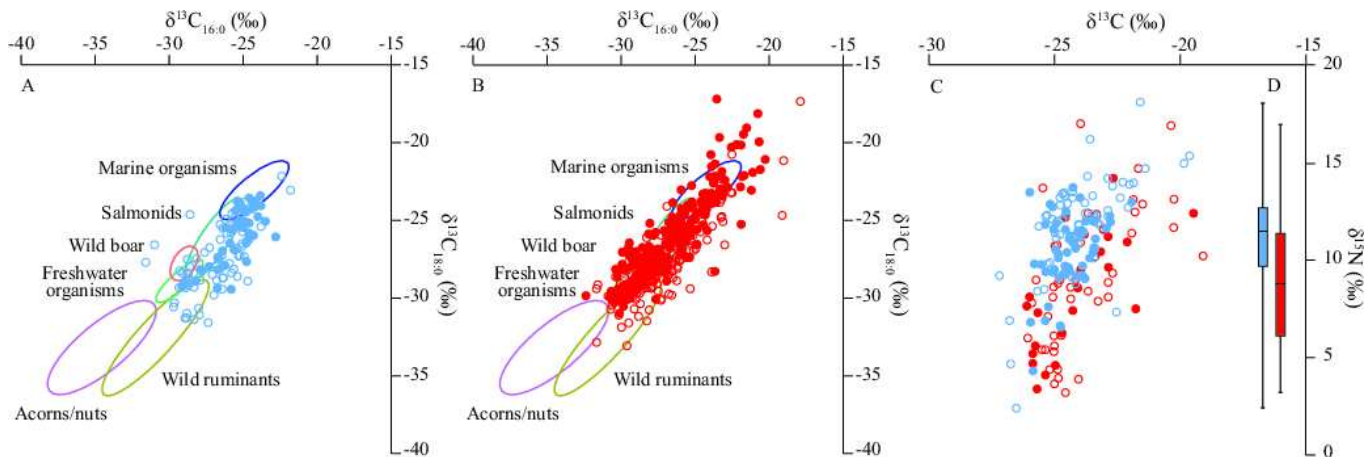 δ¹³C₁₆:₀ (‰)
-40 -35 -30 -25 -20 -15
-15
-20
-25
-30
-35
-40
δ¹³C₁₈:₀ (‰)
A
Marine organisms
Salmonids
Wild boar
Freshwater
organisms
Wild ruminants
Acorns/nuts
δ¹³C₁₆:₀ (‰)
-40 -35 -30 -25 -20 -15
-15
-20
-25
-30
-35
-40
δ¹³C₁₈:₀ (‰)
B
Marine organisms
Salmonids
Wild boar
Freshwater
organisms
Wild ruminants
Acorns/nuts
δ¹³C (‰)
-30 -25 -20 -15
C
D
20
15
10
5
0
δ¹⁵N (‰)